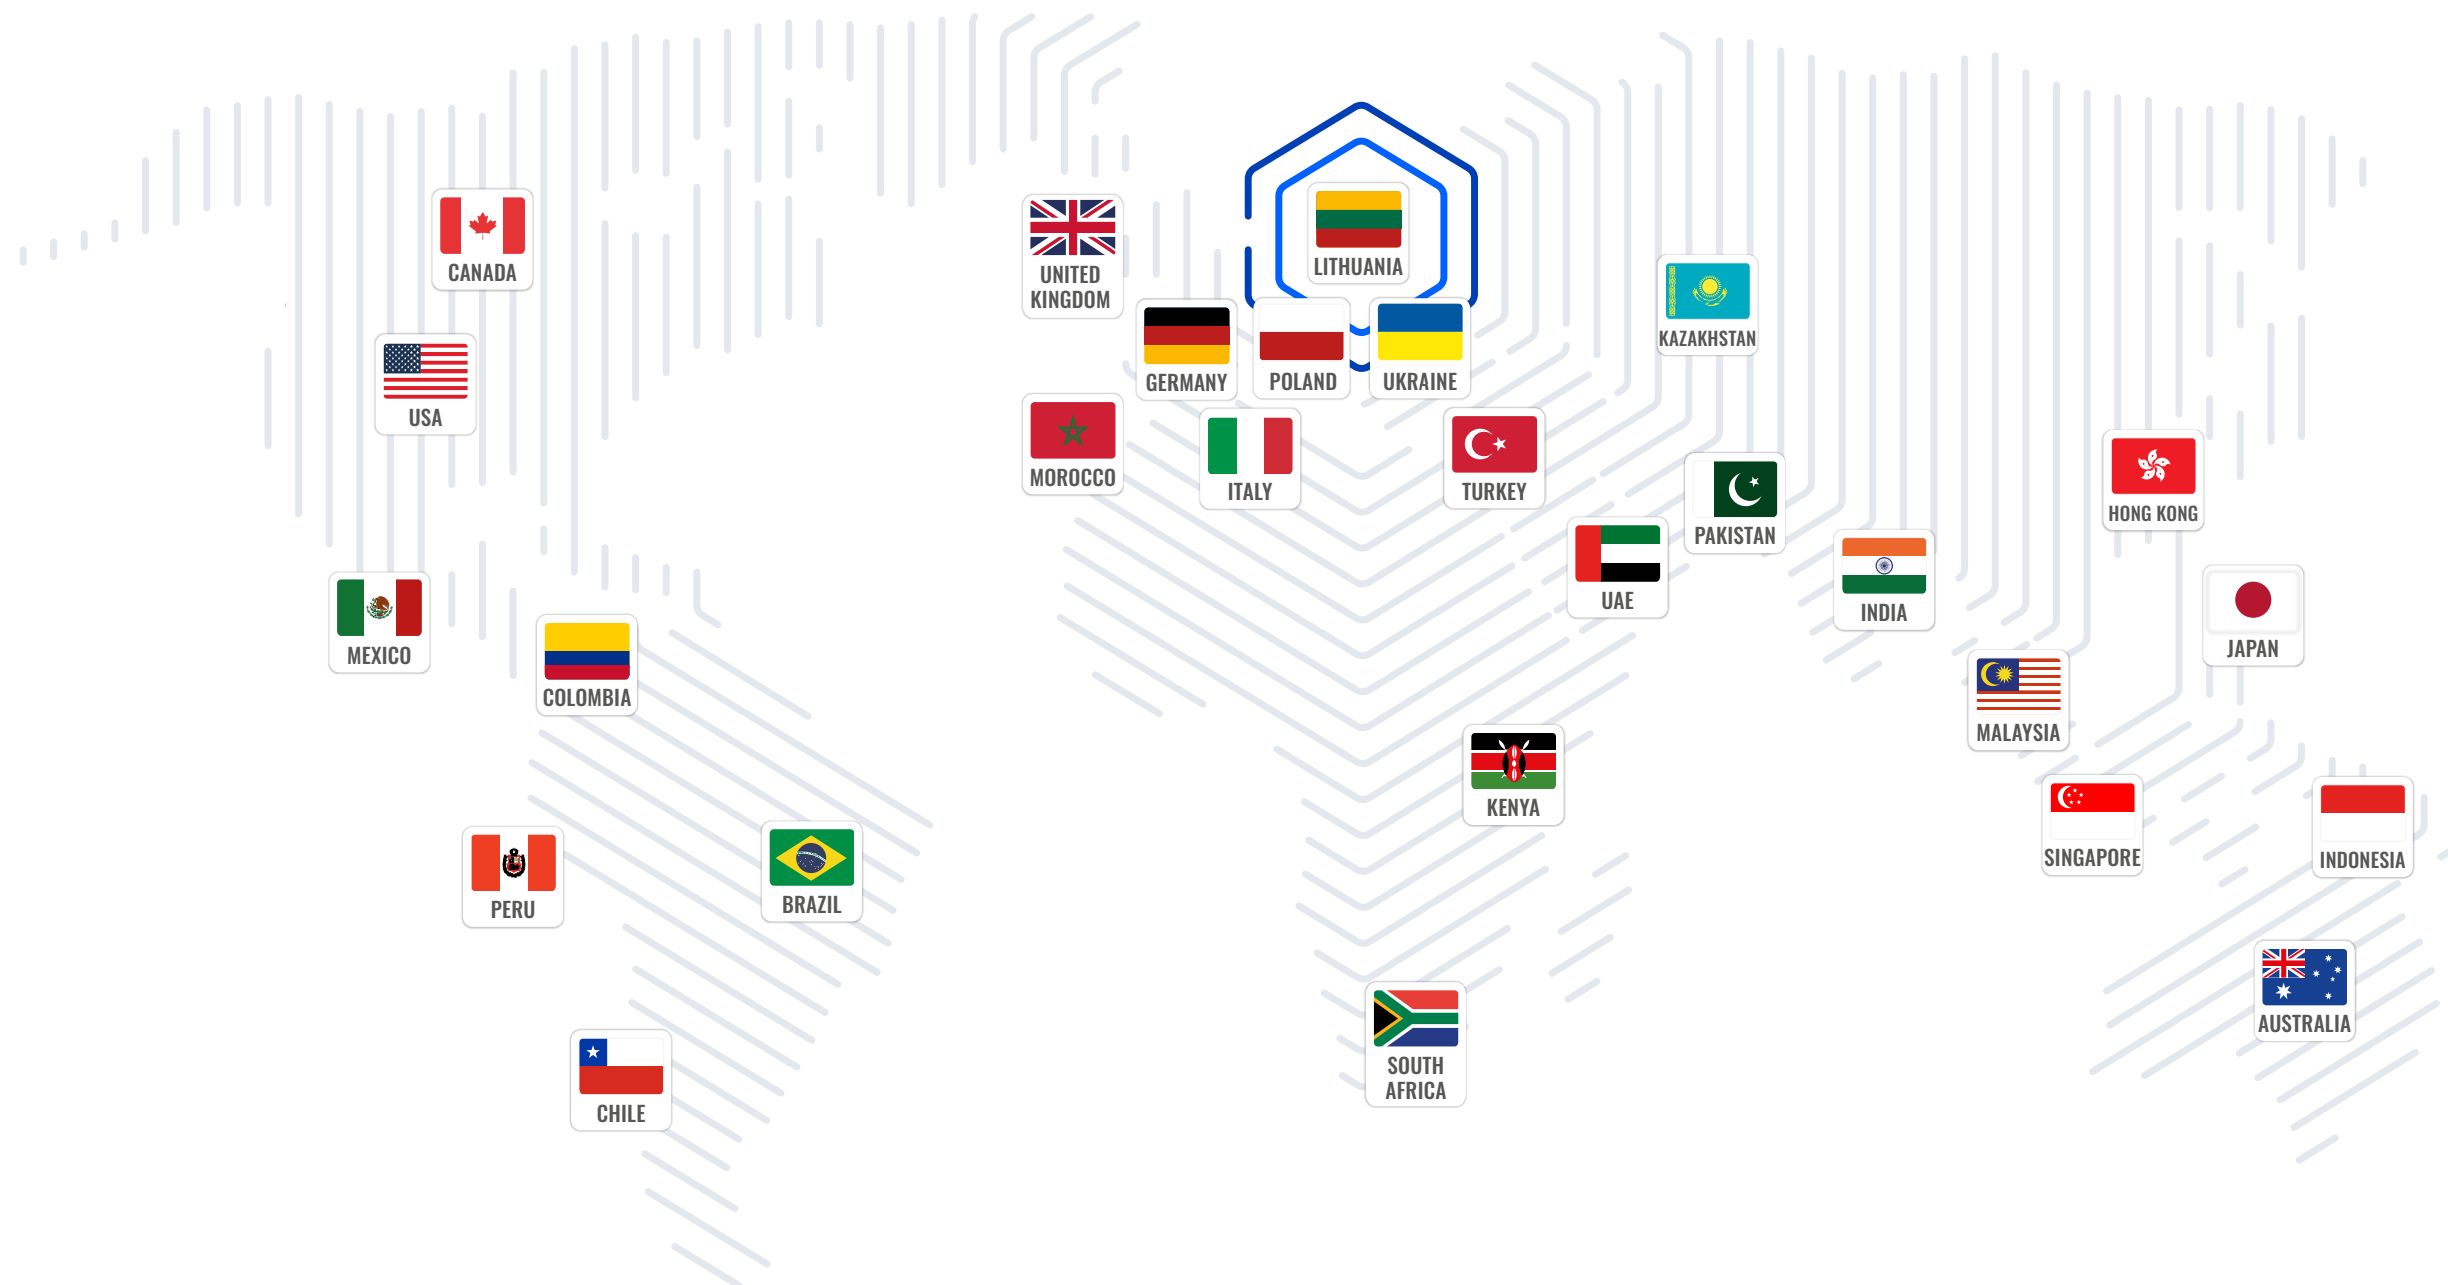 CANADA
USA
MEXICO
COLOMBIA
PERU
BRAZIL
CHILE
UNITED
KINGDOM
LITHUANIA
GERMANY
POLAND
UKRAINE
MOROCCO
ITALY
TURKEY
KAZAKHSTAN
PAKISTAN
UAE
INDIA
HONG KONG
JAPAN
MALAYSIA
KENYA
SINGAPORE
INDONESIA
SOUTH
AFRICA
AUSTRALIA